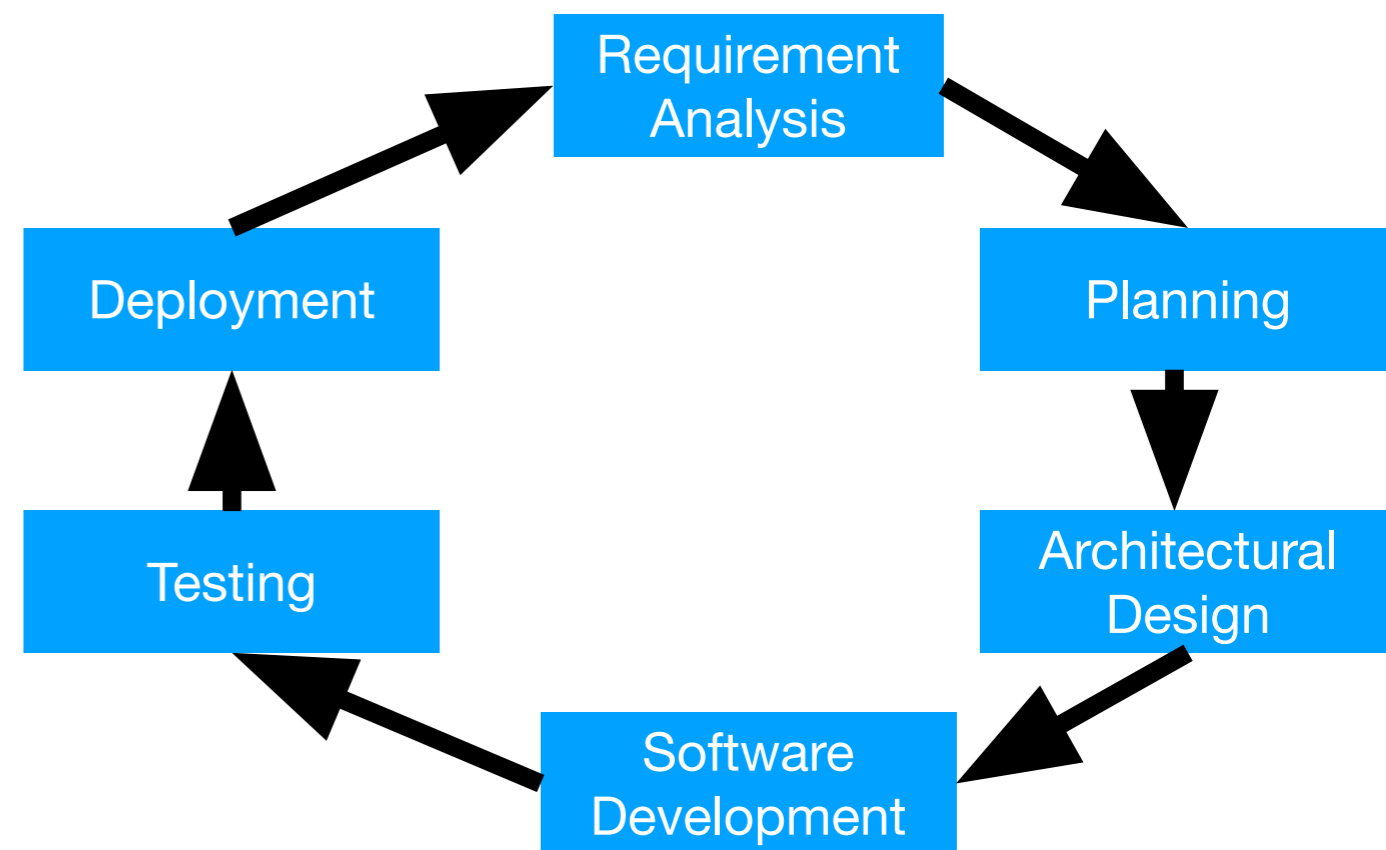 Requirement
Analysis
Planning
Architectural
Design
Software
Development
Testing
Deployment